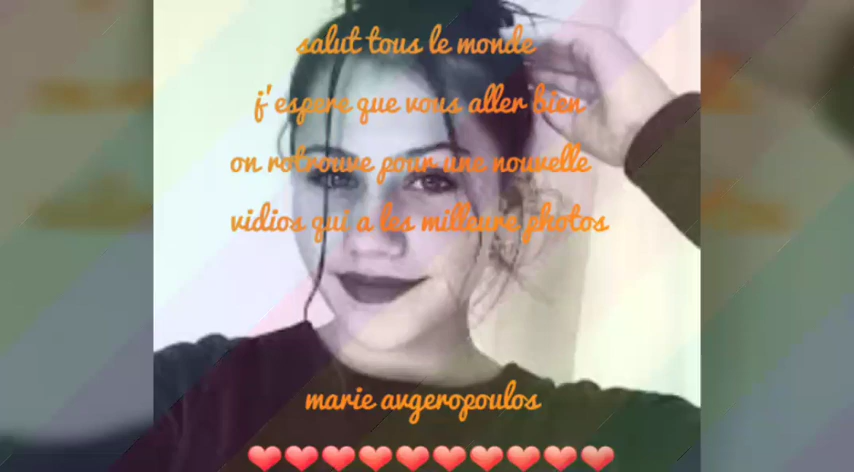 salut tous le monde
j'espere que vous aller bien
on rotrouve pour une nouvelle
vidios qui a les milleure photos
marie avgeropoulos